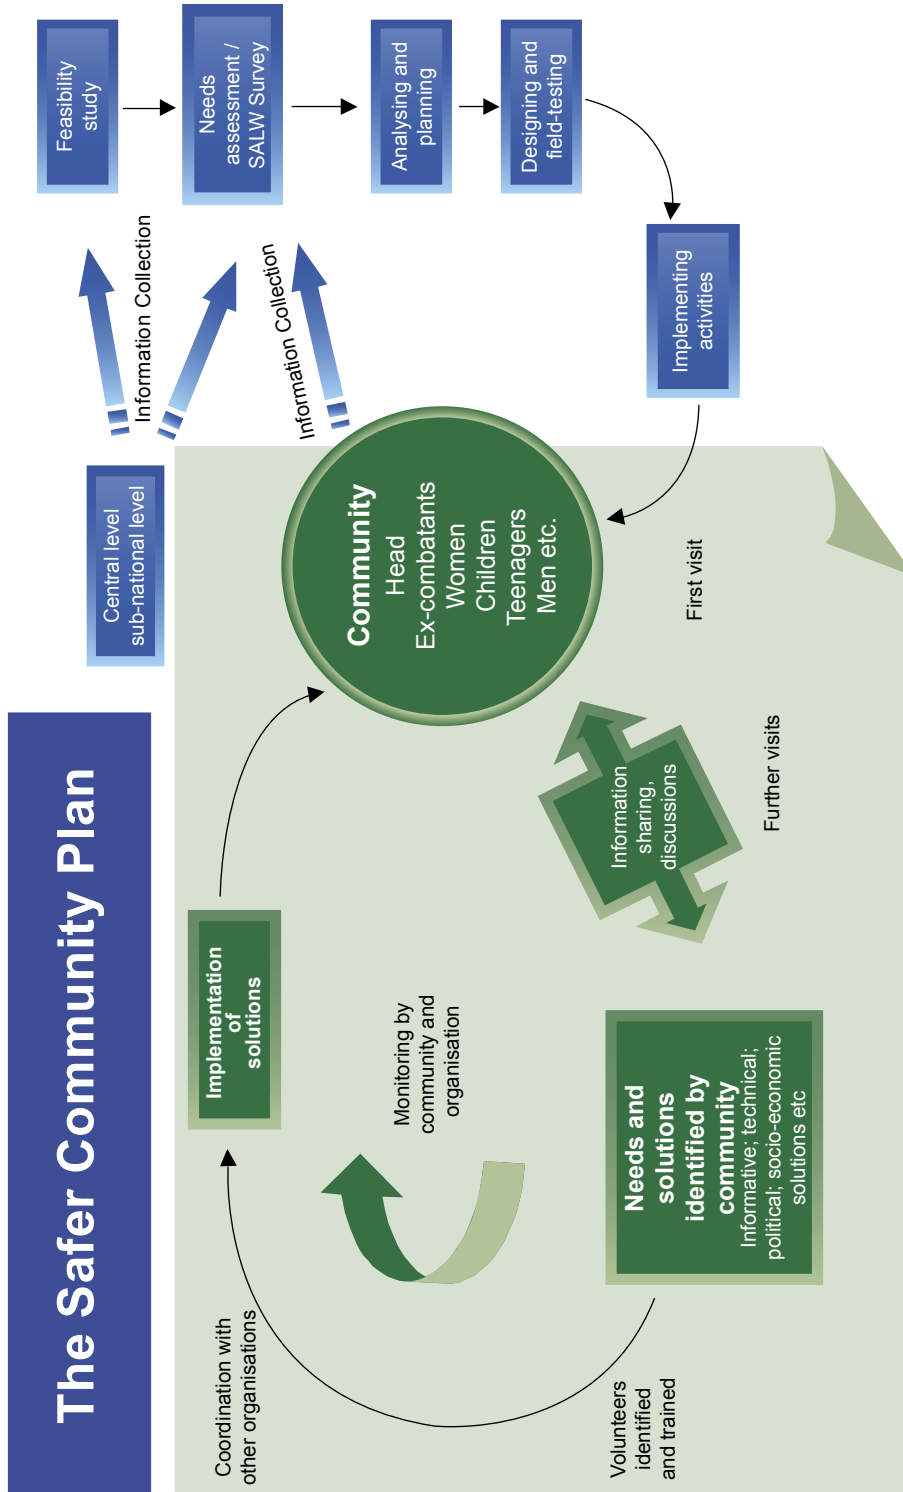 The Safer Community Plan
Central level
sub-national level
Information Collection
Information Collection
Feasibility
study
Needs
assessment /
SALW Survey
Analysing and
planning
Designing and
field-testing
Implementing
activities
First visit
Community
Head
Ex-combatants
Women
Children
Teenagers
Men etc.
Information
sharing,
discussions
Further visits
Needs and
solutions
identified by
community
Informative; technical;
political; socio-economic
solutions etc
Volunteers
identified
and trained
Coordination with
other organisations
Monitoring by
community and
organisation
Implementation
of
solutions